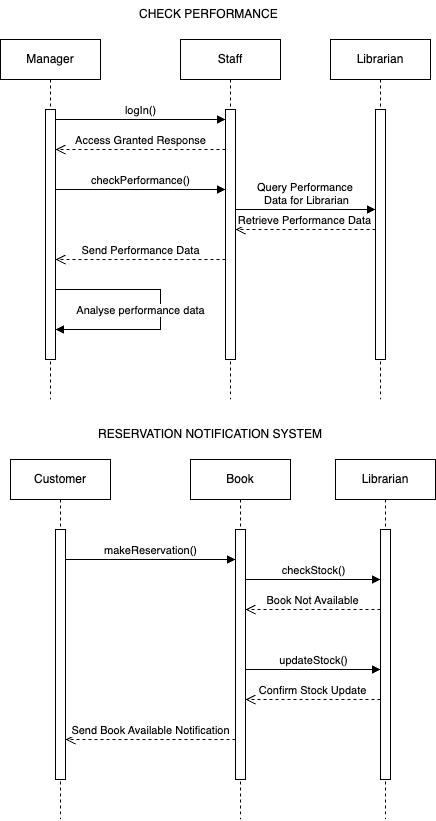 CHECK PERFORMANCE
Manager
Staff
Librarian
logIn()
Access Granted Response
checkPerformance()
Query Performance
Data for Librarian
Retrieve Performance Data
Send Performance Data
Analyse performance data
RESERVATION NOTIFICATION SYSTEM
Customer
Book
Librarian
makeReservation()
checkStock()
Book Not Available
updateStock()
Confirm Stock Update
Send Book Available Notification